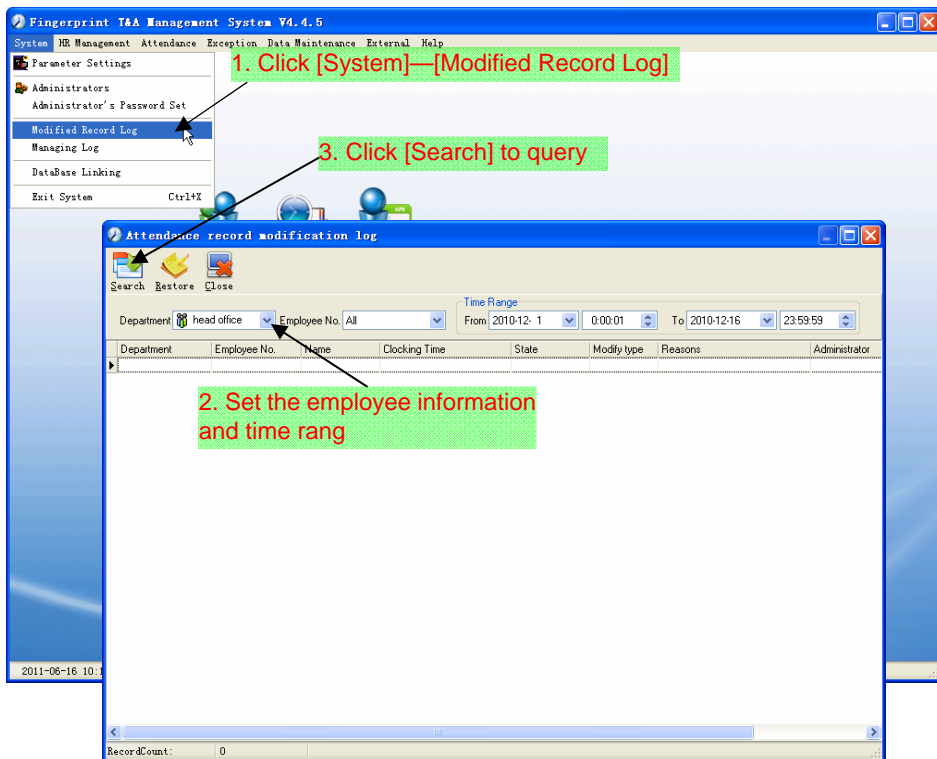 Fingerprint T&A Management System V4.4.5
System HR Management Attendance Exception Data Maintenance External Help
1. Click [System]—[Modified Record Log]
Parameter Settings
Administrators
Administrator's Password Set
Modified Record Log
Managing Log
3. Click [Search] to query
DataBase Linking
Exit System Ctrl+X
Attendance record modification log
Search Restore Close
Time Range
Department head office Employee No. All From 2010-12- 1 0:00:01 To 2010-12-16 23:59:59
Department Employee No. Name Clocking Time State Modify type Reasons Administrator
2. Set the employee information
and time rang
2011-06-16 10:1
RecordCount: 0